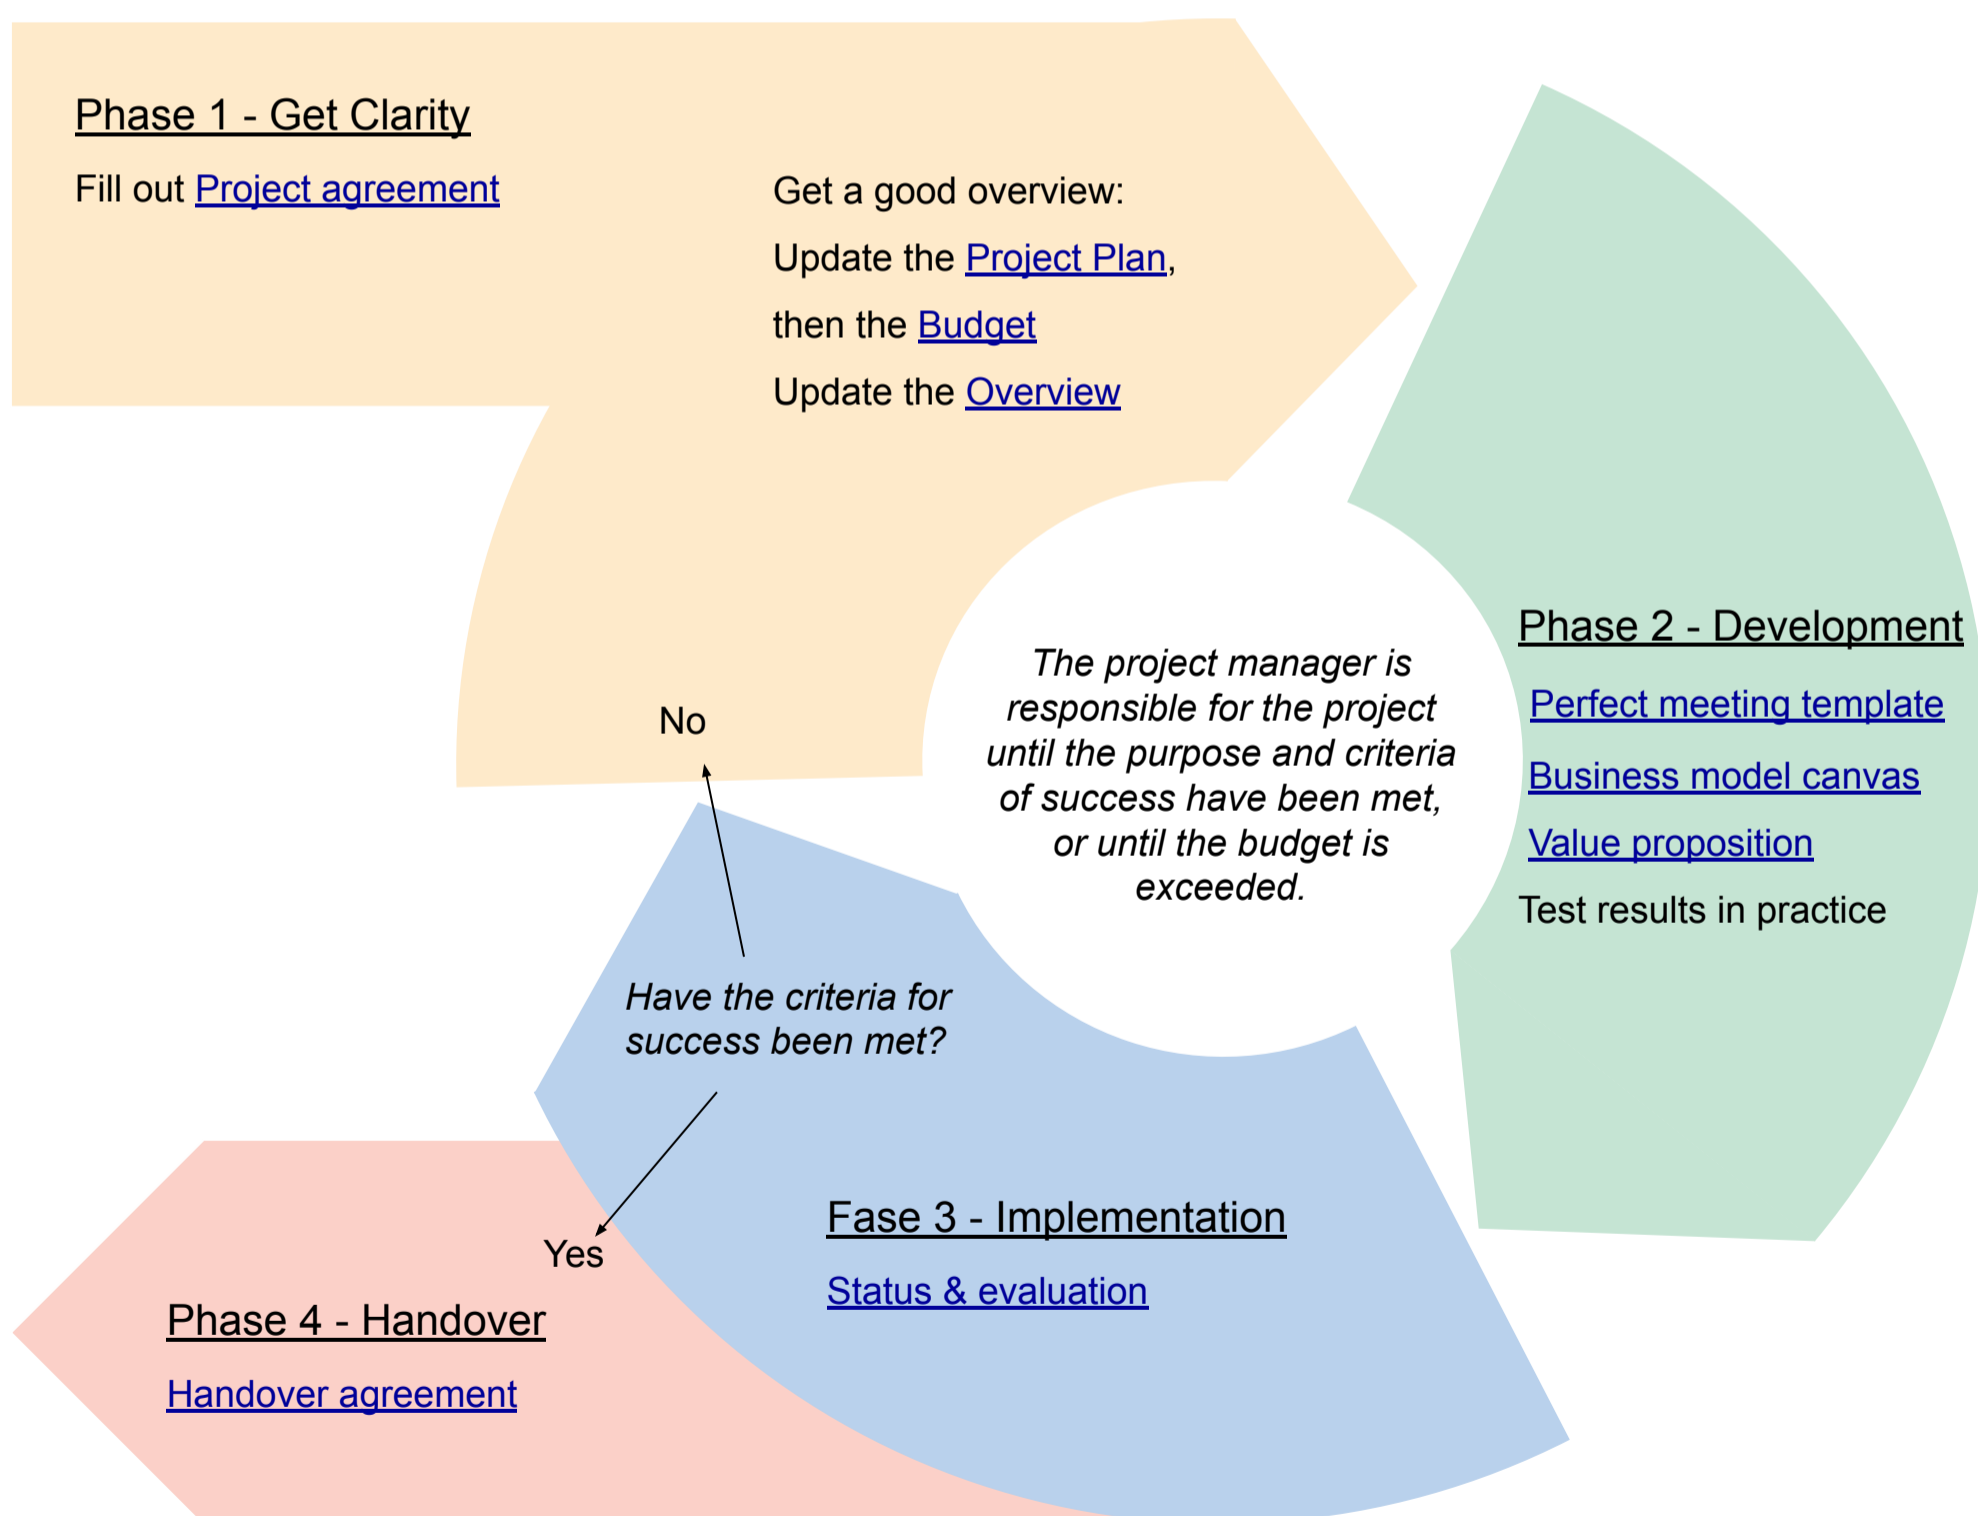 Phase 1 - Get Clarity
Fill out Project agreement
Get a good overview:
Update the Project Plan,
then the Budget
Update the Overview
Phase 2 - Development
Perfect meeting template
Business model canvas
Value proposition
Test results in practice
The project manager is
responsible for the project
until the purpose and criteria
of success have been met,
or until the budget is
exceeded.
No
Have the criteria for
success been met?
Yes
Fase 3 - Implementation
Status & evaluation
Phase 4 - Handover
Handover agreement